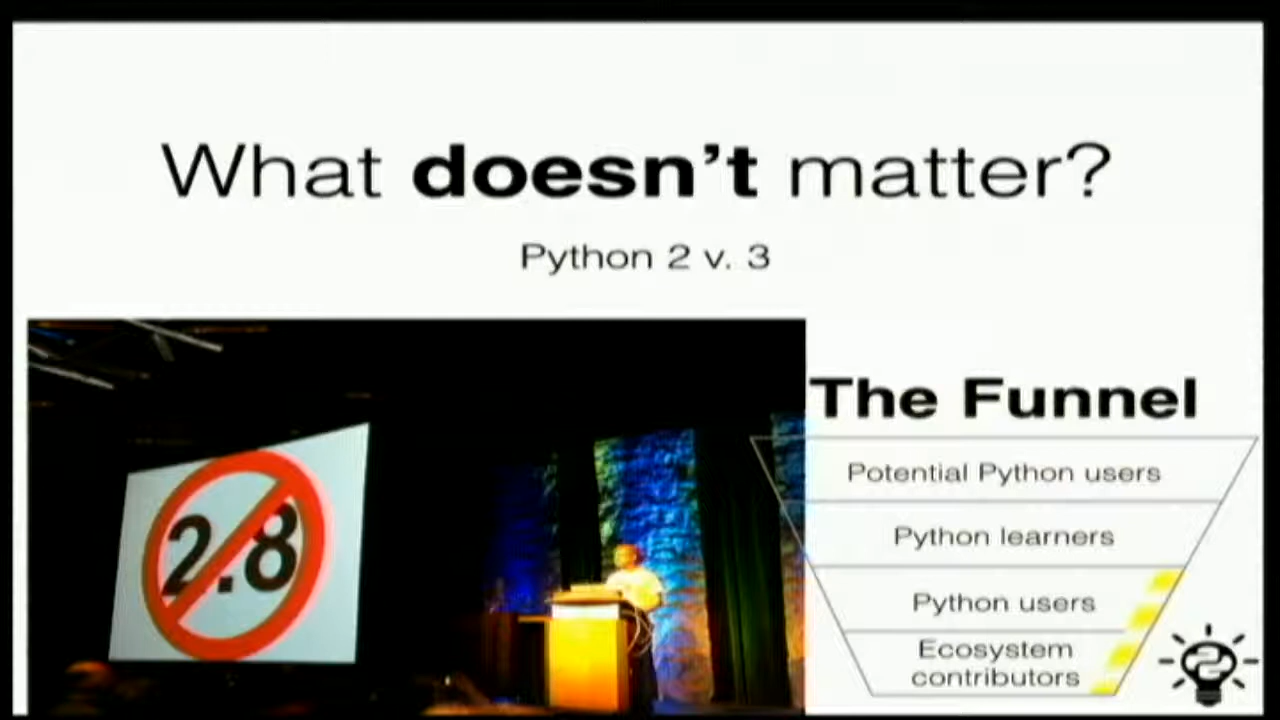 What doesn't matter?
Python 2 v. 3
2.8
The Funnel
Potential Python users
Python learners
Python users
Ecosystem
contributors